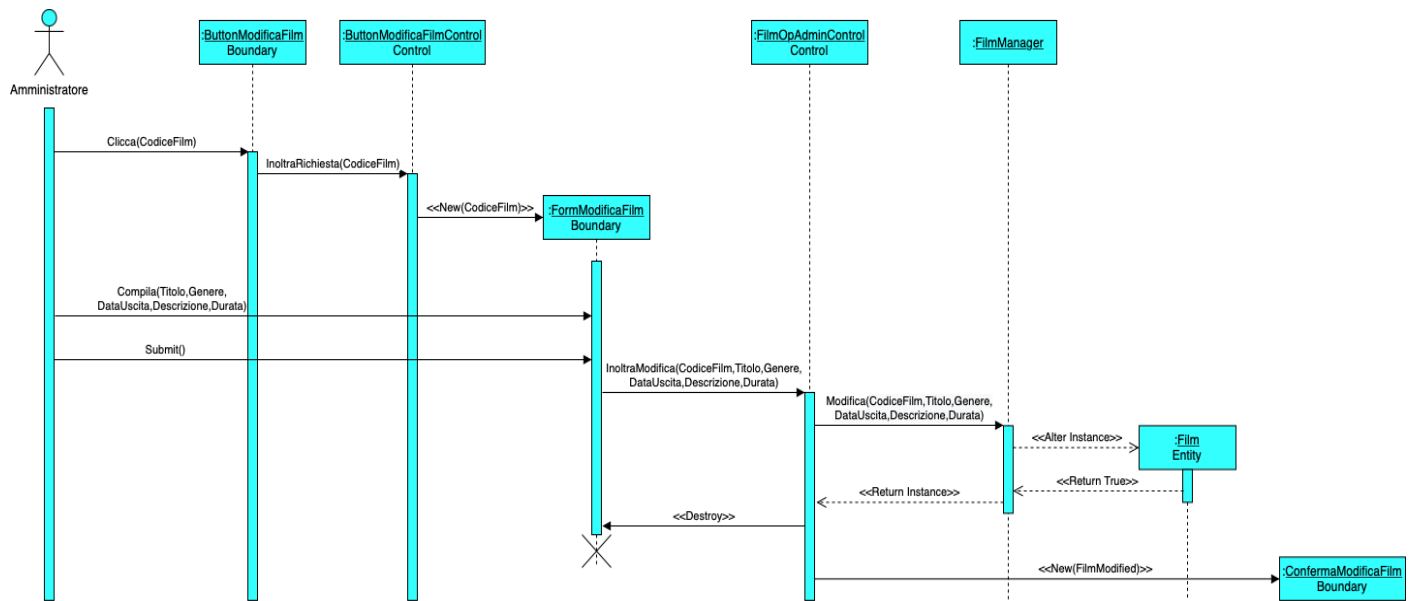 :ButtonModificaFilm
Boundary
:ButtonModificaFilmControl
Control
:FilmOpAdminControl
Control
:FilmManager
Amministratore
Clicca(CodiceFilm)
InoltraRichiesta(CodiceFilm)
<<New(CodiceFilm)>>
:FormModificaFilm
Boundary
Compila(Titolo,Genere,
DataUscita,Descrizione,Durata)
Submit()
InoltraModifica(CodiceFilm,Titolo,Genere,
DataUscita,Descrizione,Durata)
Modifica(CodiceFilm,Titolo,Genere,
DataUscita,Descrizione,Durata)
<<Alter Instance>>
:Film
Entity
<<Return True>>
<<Return Instance>>
<<Destroy>>
<<New(FilmModified)>>
:ConfermaModificaFilm
Boundary